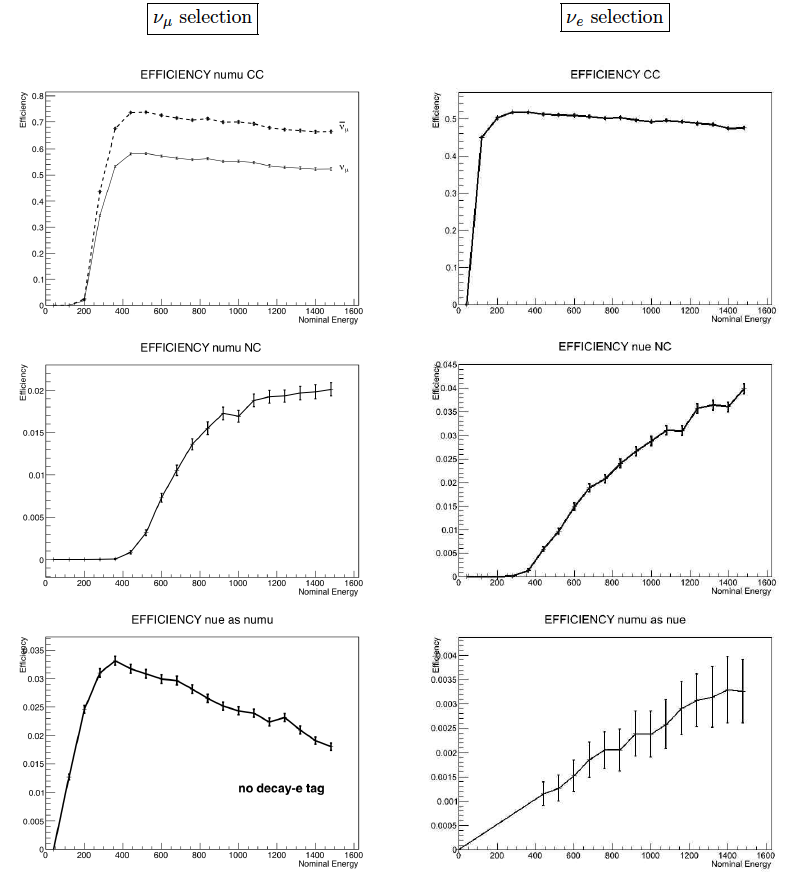 νμ selection
νe selection
EFFICIENCY numu CC
Efficiency
0.8
0.7
0.6
0.5
0.4
0.3
0.2
0.1
0
ν̅μ
νμ
0 200 400 600 800 1000 1200 1400 1600
Nominal Energy
EFFICIENCY CC
Efficiency
0.5
0.4
0.3
0.2
0.1
0
0 200 400 600 800 1000 1200 1400 1600
Nominal Energy
EFFICIENCY numu NC
Efficiency
0.02
0.015
0.01
0.005
0
0 200 400 600 800 1000 1200 1400 1600
Nominal Energy
EFFICIENCY nue NC
Efficiency
0.045
0.04
0.035
0.03
0.025
0.02
0.015
0.01
0.005
0
0 200 400 600 800 1000 1200 1400 1600
Nominal Energy
EFFICIENCY nue as numu
Efficiency
0.035
0.03
0.025
0.02
0.015
0.01
0.005
0
no decay-e tag
0 200 400 600 800 1000 1200 1400 1600
Nominal Energy
EFFICIENCY numu as nue
Efficiency
0.004
0.0035
0.003
0.0025
0.002
0.0015
0.001
0.0005
0
0 200 400 600 800 1000 1200 1400 1600
Nominal Energy